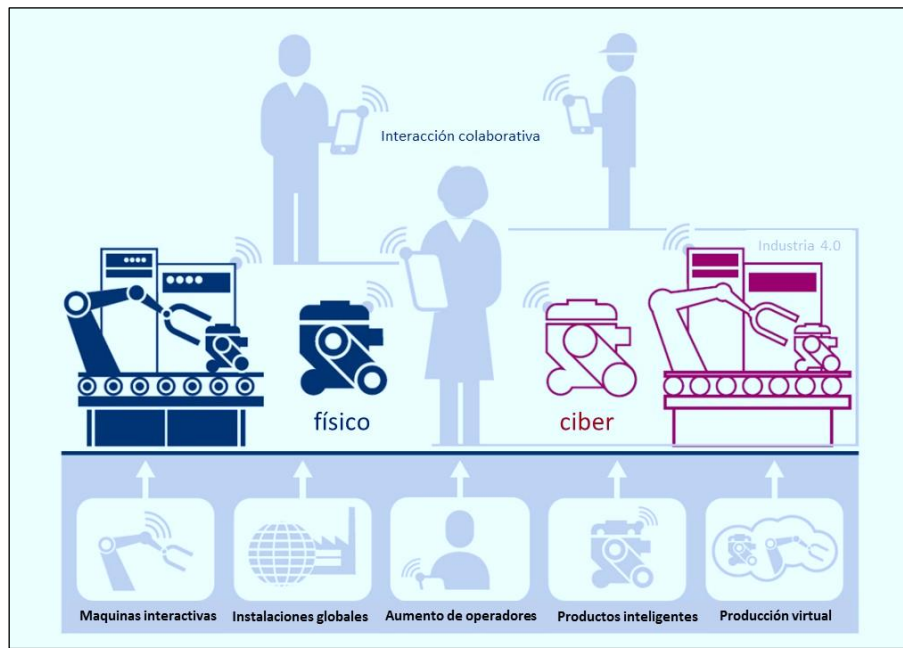 Interacción colaborativa
Industria 4.0
físico
ciber
Maquinas interactivas
Instalaciones globales
Aumento de operadores
Productos inteligentes
Producción virtual